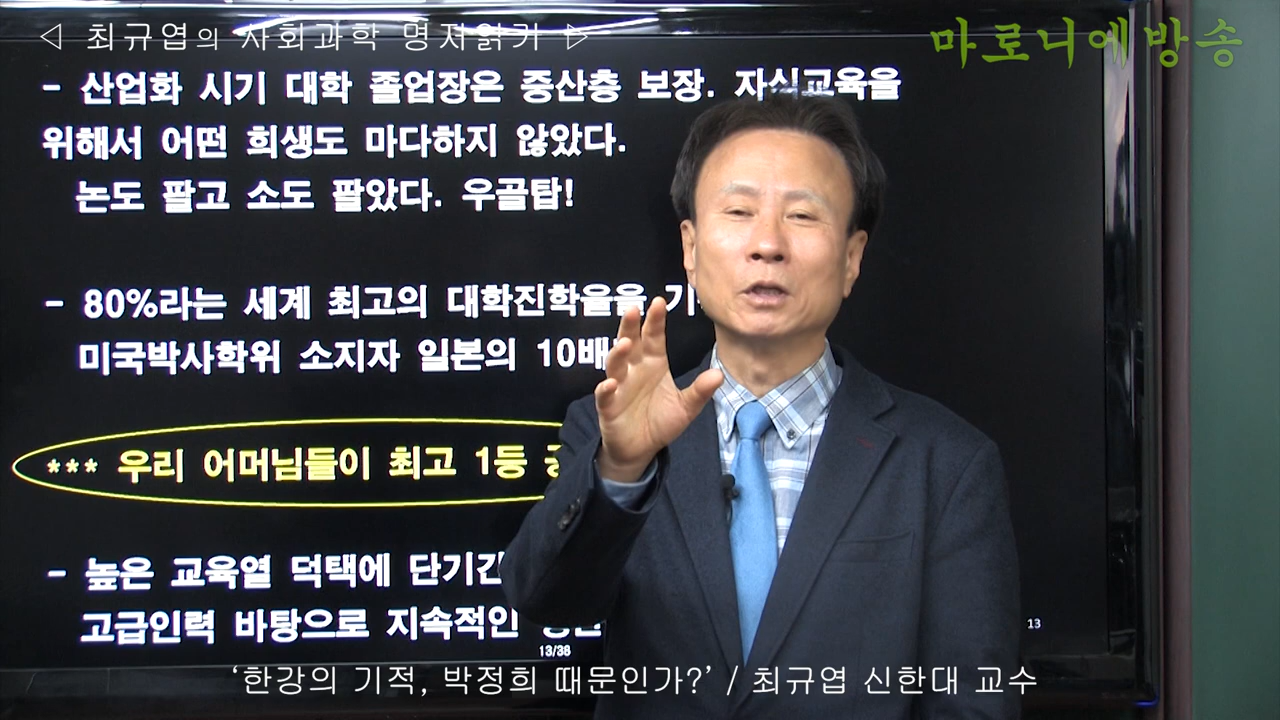 ◁ 최규엽의 사회과학 명저읽기 ▷
마로니에방송
- 산업화 시기 대학 졸업장은 중산층 보장. 자식교육을
위해서 어떤 희생도 마다하지 않았다.
논도 팔고 소도 팔았다. 우골탑!
- 80%라는 세계 최고의 대학진학율을
미국박사학위 소지자 일본의 10배
*** 우리 어머님들이 최고 1등
- 높은 교육열 덕택에 단기간
고급인력 바탕으로 지속적인
13
13/38
‘한강의 기적, 박정희 때문인가?’ / 최규엽 신한대 교수